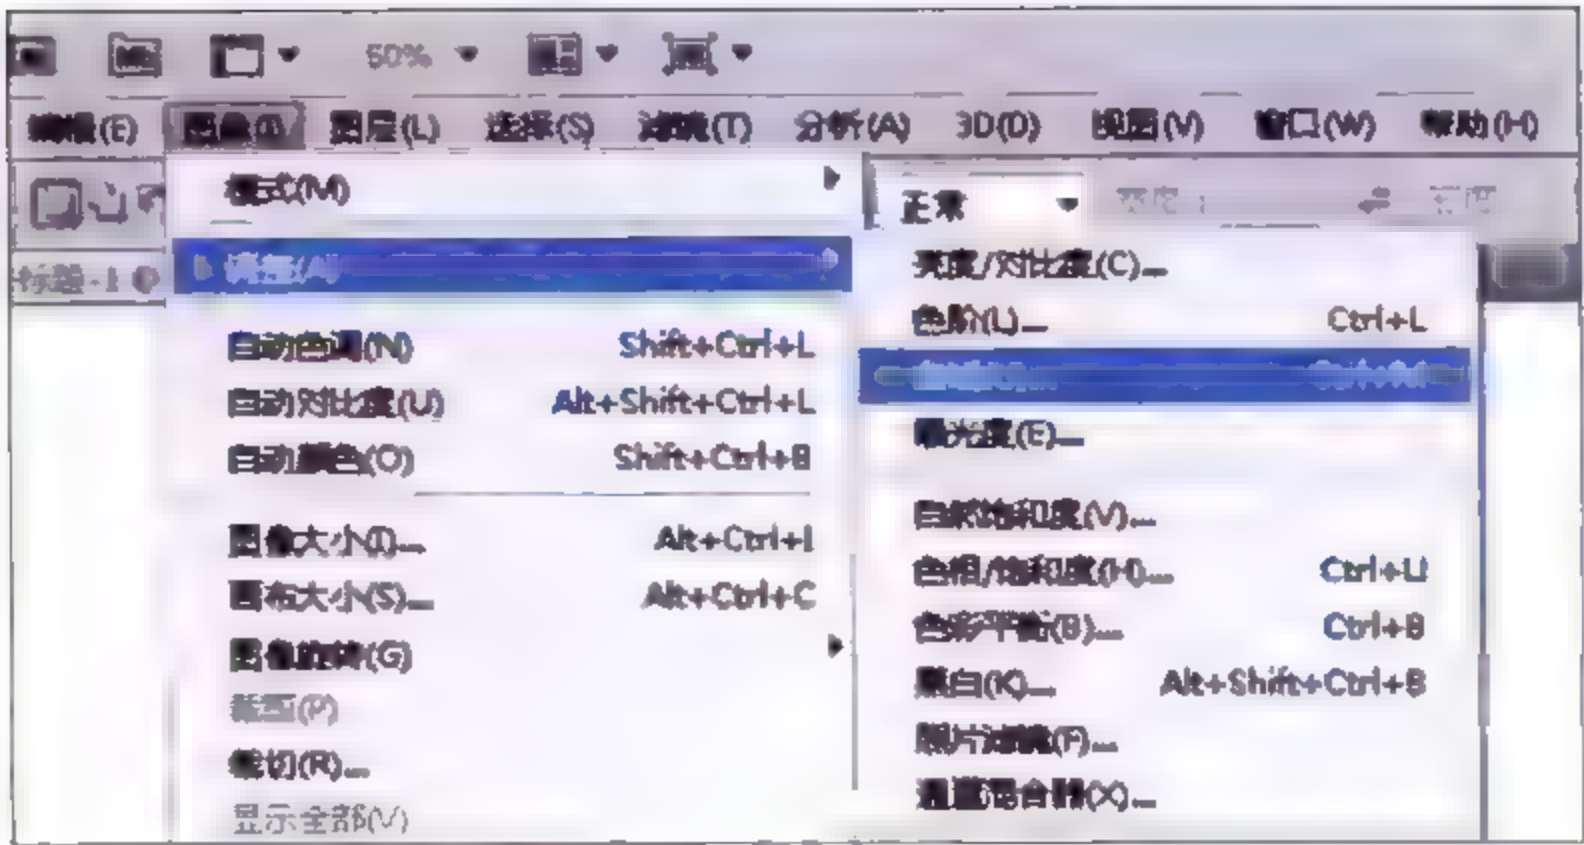 50%
编辑(E) 图像(I) 图层(L) 选择(S) 滤镜(T) 分析(A) 3D(D) 视图(V) 窗口(W) 帮助(H)
模式(M)
正常
标题-1
调整(A)
亮度/对比度(C)...
色阶(L)... Ctrl+L
自动色调(N) Shift+Ctrl+L
自动对比度(U) Alt+Shift+Ctrl+L
曝光度(E)...
自动颜色(O) Shift+Ctrl+B
自然饱和度(V)...
图像大小(I)... Alt+Ctrl+I
色相/饱和度(H)... Ctrl+U
画布大小(S)... Alt+Ctrl+C
色彩平衡(B)... Ctrl+B
图像旋转(G)
黑白(K)... Alt+Shift+Ctrl+B
裁剪(P)
照片滤镜(F)...
裁切(R)...
通道混合器(X)...
显示全部(V)